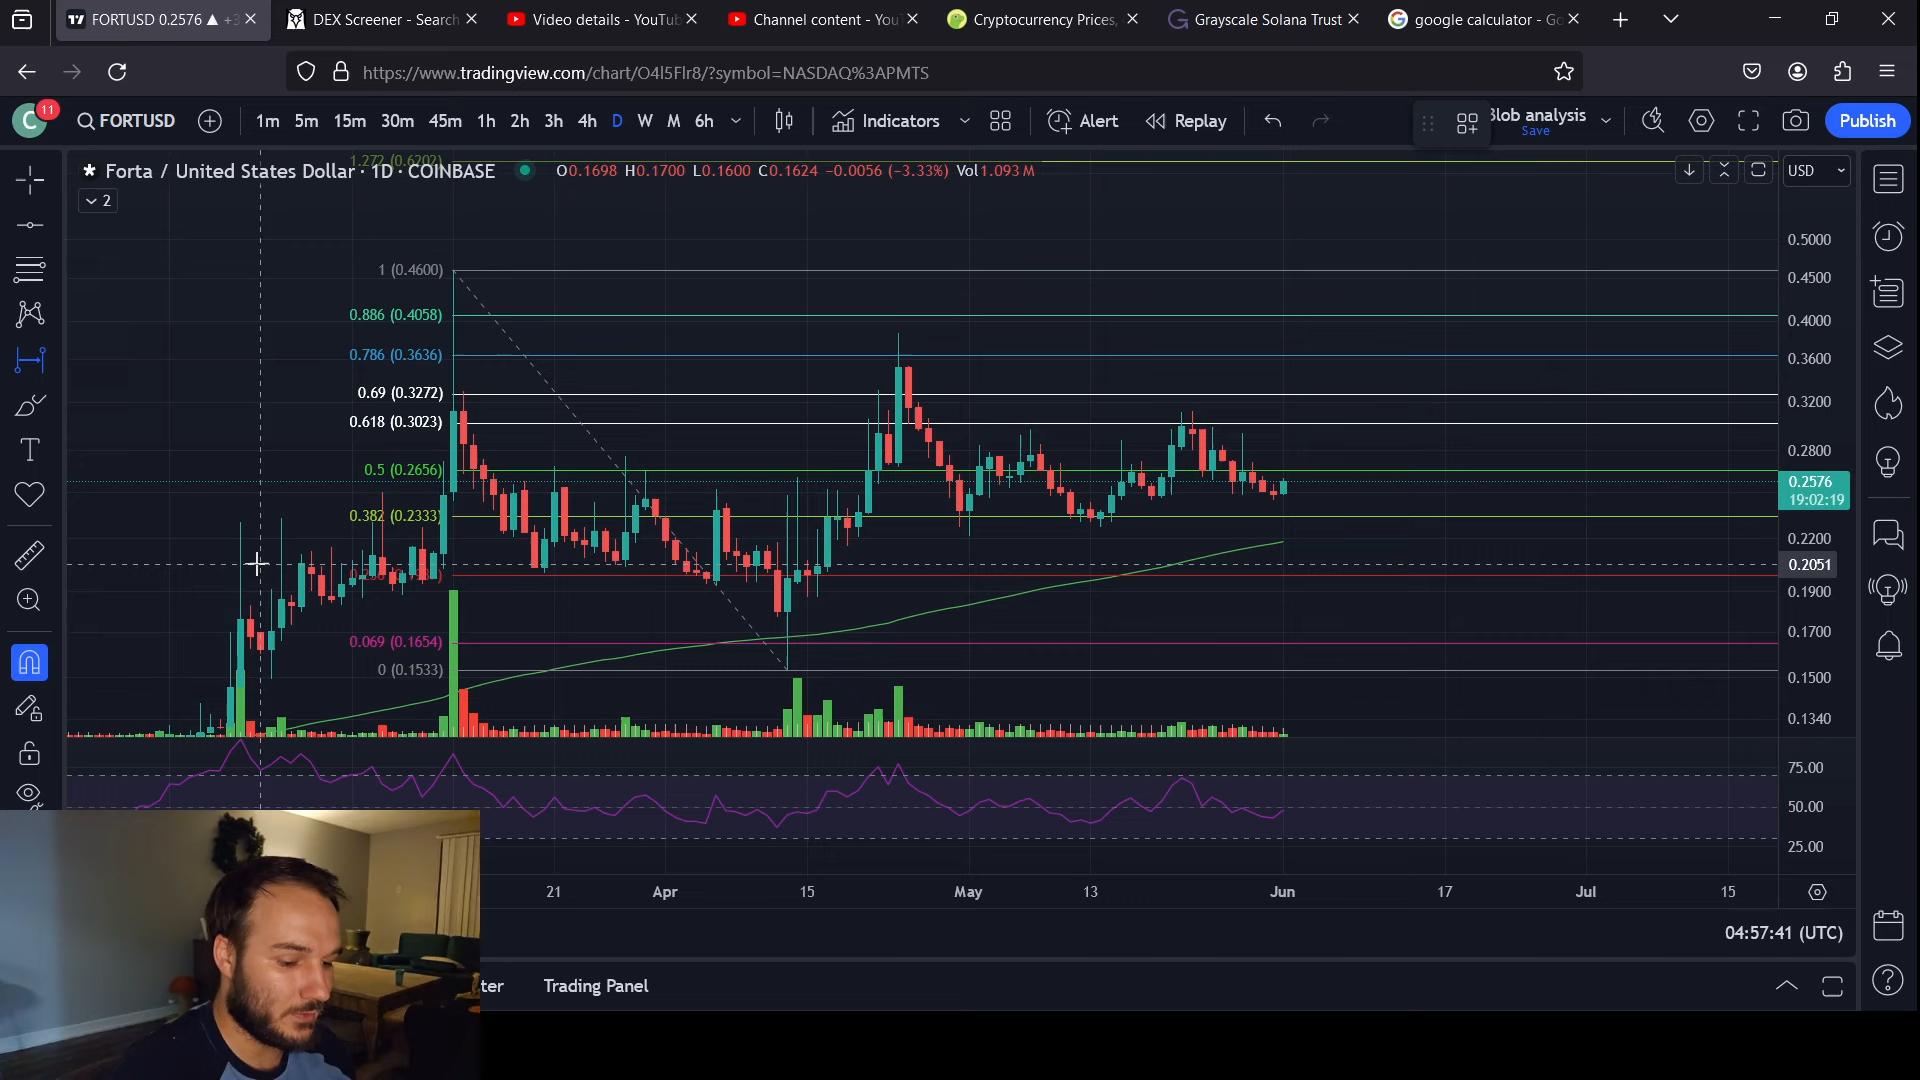 FORTUSD 0.2576 ▲ +3
DEX Screener - Search
Video details - YouTub
Channel content - You
Cryptocurrency Prices,
Grayscale Solana Trust
google calculator - Go
https://www.tradingview.com/chart/O4l5Flr8/?symbol=NASDAQ%3APMTS
C 11
FORTUSD
1m 5m 15m 30m 45m 1h 2h 3h 4h D W M 6h
Indicators
Alert
Replay
Blob analysis
Save
Publish
1.272 (0.6202)
* Forta / United States Dollar · 1D · COINBASE
O0.1698 H0.1700 L0.1600 C0.1624 −0.0056 (−3.33%) Vol1.093 M
USD
2
0.5000
1 (0.4600)
0.4500
0.886 (0.4058)
0.4000
0.786 (0.3636)
0.3600
0.69 (0.3272)
0.3200
0.618 (0.3023)
0.2800
0.5 (0.2656)
0.2576
19:02:19
0.382 (0.2333)
0.2200
0.2051
0.1900
0.069 (0.1654)
0.1700
0 (0.1533)
0.1500
0.1340
75.00
50.00
25.00
21 Apr 15 May 13 Jun 17 Jul 15
04:57:41 (UTC)
ter
Trading Panel